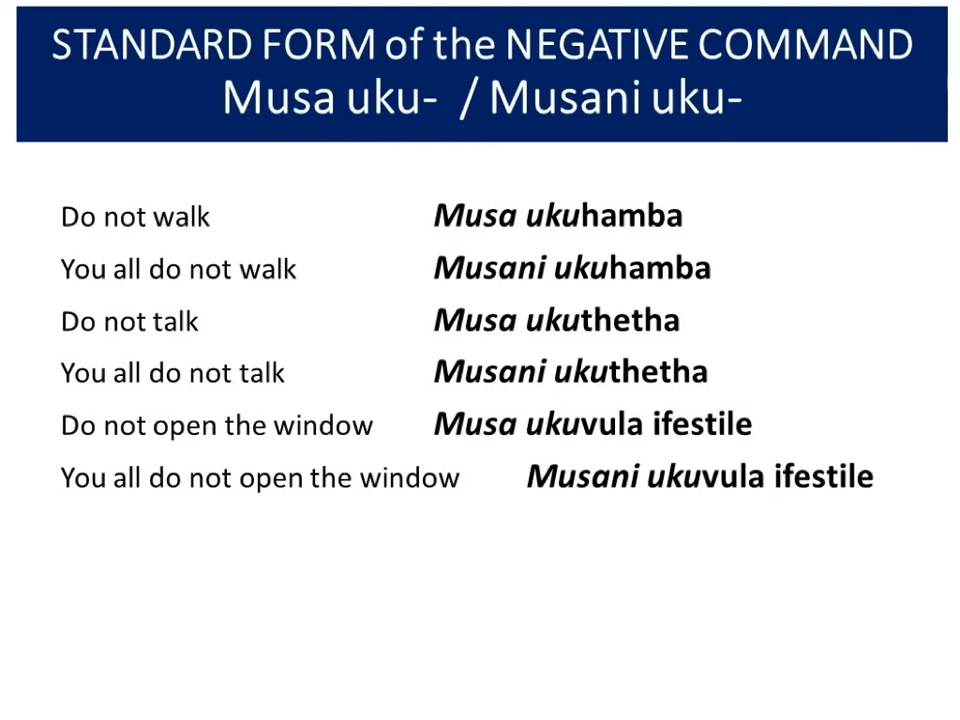 STANDARD FORM of the NEGATIVE COMMAND
Musa uku- / Musani uku-
Do not walk Musa ukuhamba
You all do not walk Musani ukuhamba
Do not talk Musa ukuthetha
You all do not talk Musani ukuthetha
Do not open the window Musa ukuvula ifestile
You all do not open the window Musani ukuvula ifestile